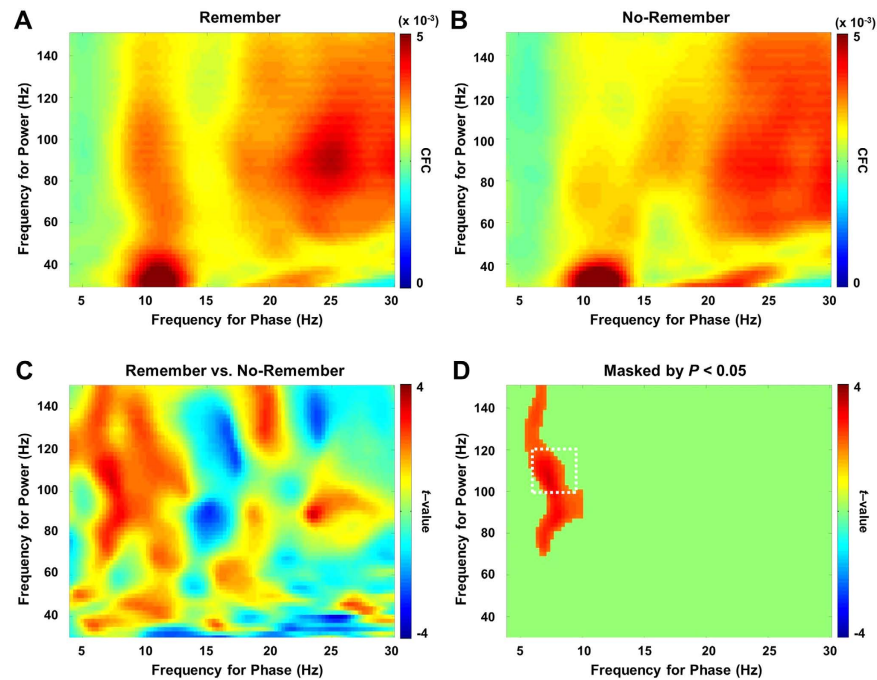 A
Remember
(x 10-3)
5
CFC
0
140
120
100
80
60
40
Frequency for Power (Hz)
5 10 15 20 25 30
Frequency for Phase (Hz)
B
No-Remember
(x 10-3)
5
CFC
0
140
120
100
80
60
40
Frequency for Power (Hz)
5 10 15 20 25 30
Frequency for Phase (Hz)
C
Remember vs. No-Remember
4
t-value
-4
140
120
100
80
60
40
Frequency for Power (Hz)
5 10 15 20 25 30
Frequency for Phase (Hz)
D
Masked by P < 0.05
4
t-value
-4
140
120
100
80
60
40
Frequency for Power (Hz)
5 10 15 20 25 30
Frequency for Phase (Hz)